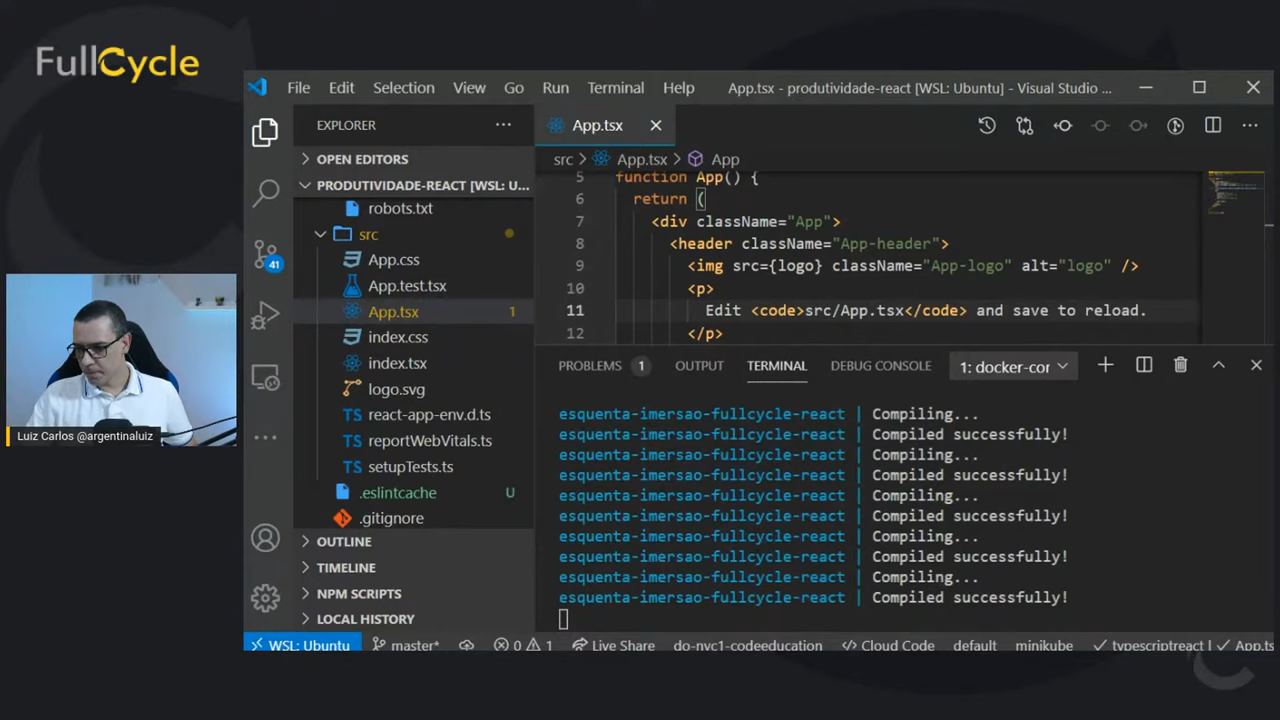 FullCycle
File Edit Selection View Go Run Terminal Help App.tsx - produtividade-react [WSL: Ubuntu] - Visual Studio ...
EXPLORER
App.tsx
OPEN EDITORS
src > App.tsx > App
PRODUTIVIDADE-REACT [WSL: U...
robots.txt
src
App.css
App.test.tsx
App.tsx 1
index.css
index.tsx
logo.svg
react-app-env.d.ts
reportWebVitals.ts
setupTests.ts
.eslintcache U
.gitignore
OUTLINE
TIMELINE
NPM SCRIPTS
LOCAL HISTORY
41
5 function App() {
6 return (
7 <div className="App">
8 <header className="App-header">
9 <img src={logo} className="App-logo" alt="logo" />
10 <p>
11 Edit <code>src/App.tsx</code> and save to reload.
12 </p>
PROBLEMS 1 OUTPUT TERMINAL DEBUG CONSOLE 1: docker-cor
esquenta-imersao-fullcycle-react | Compiling...
esquenta-imersao-fullcycle-react | Compiled successfully!
esquenta-imersao-fullcycle-react | Compiling...
esquenta-imersao-fullcycle-react | Compiled successfully!
esquenta-imersao-fullcycle-react | Compiling...
esquenta-imersao-fullcycle-react | Compiled successfully!
esquenta-imersao-fullcycle-react | Compiling...
esquenta-imersao-fullcycle-react | Compiled successfully!
esquenta-imersao-fullcycle-react | Compiling...
esquenta-imersao-fullcycle-react | Compiled successfully!
Luiz Carlos @argentinaluiz
WSL: Ubuntu master* 0 1 Live Share do-nyc1-codeeducation Cloud Code default minikube typescriptreact App.ts